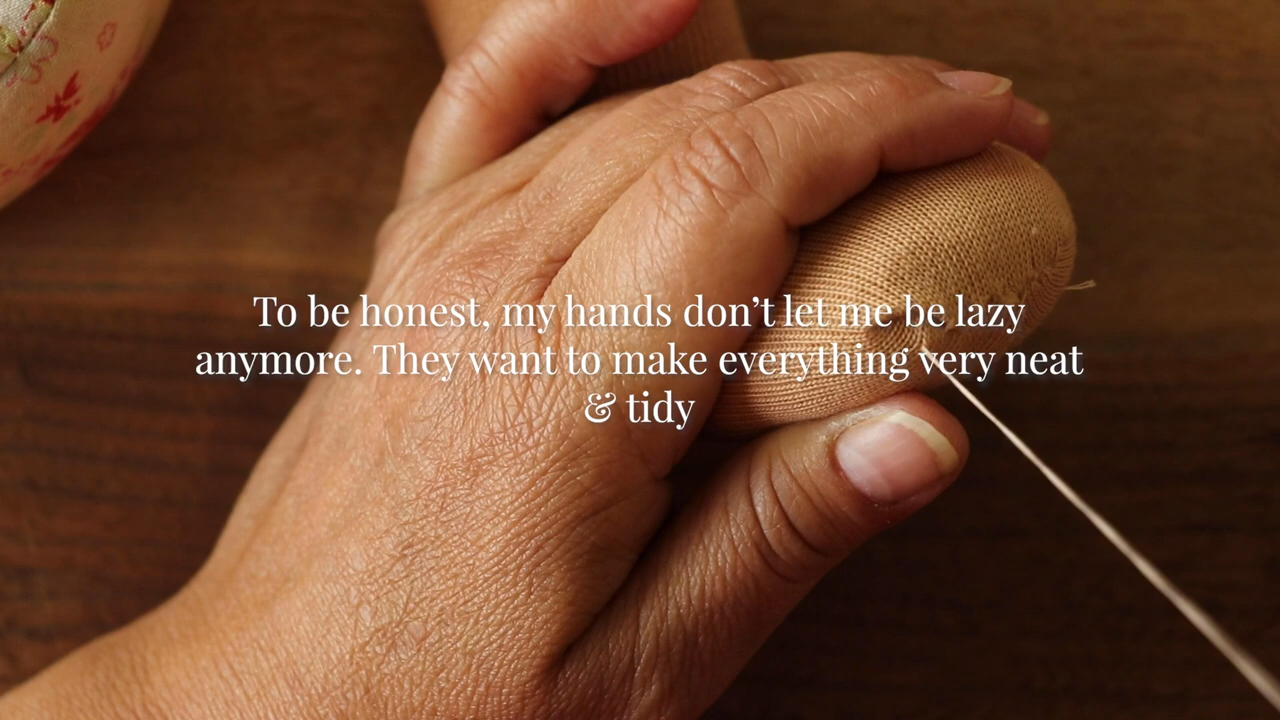 To be honest, my hands don’t let me be lazy
anymore. They want to make everything very neat
& tidy